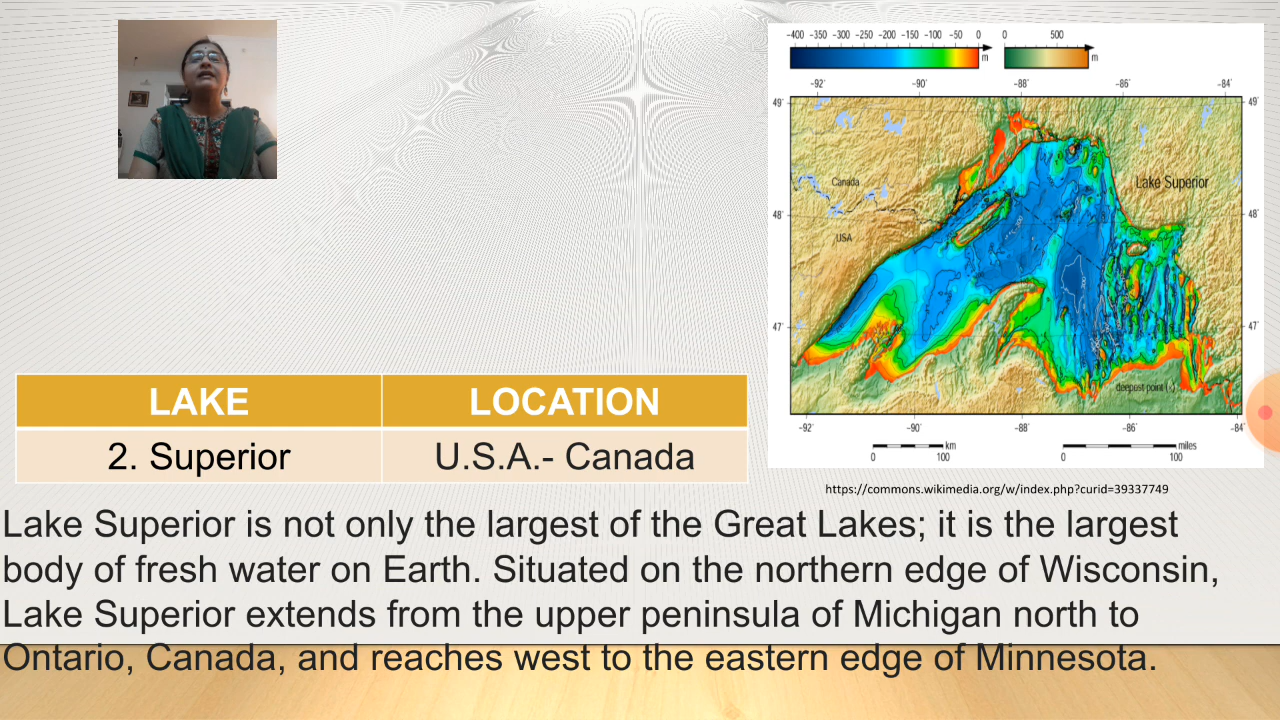 -400 -350 -300 -250 -200 -150 -100 -50 0 m
0 500 m
-92˚ -90˚ -88˚ -86˚ -84˚
49˚ 49˚
Canada
Lake Superior
48˚ 48˚
USA
47˚ 47˚
deepest point (-)
-92˚ -90˚ -88˚ -86˚ -84˚
km miles
0 100 0 100
https://commons.wikimedia.org/w/index.php?curid=39337749
LAKE LOCATION
2. Superior U.S.A.- Canada
Lake Superior is not only the largest of the Great Lakes; it is the largest
body of fresh water on Earth. Situated on the northern edge of Wisconsin,
Lake Superior extends from the upper peninsula of Michigan north to
Ontario, Canada, and reaches west to the eastern edge of Minnesota.